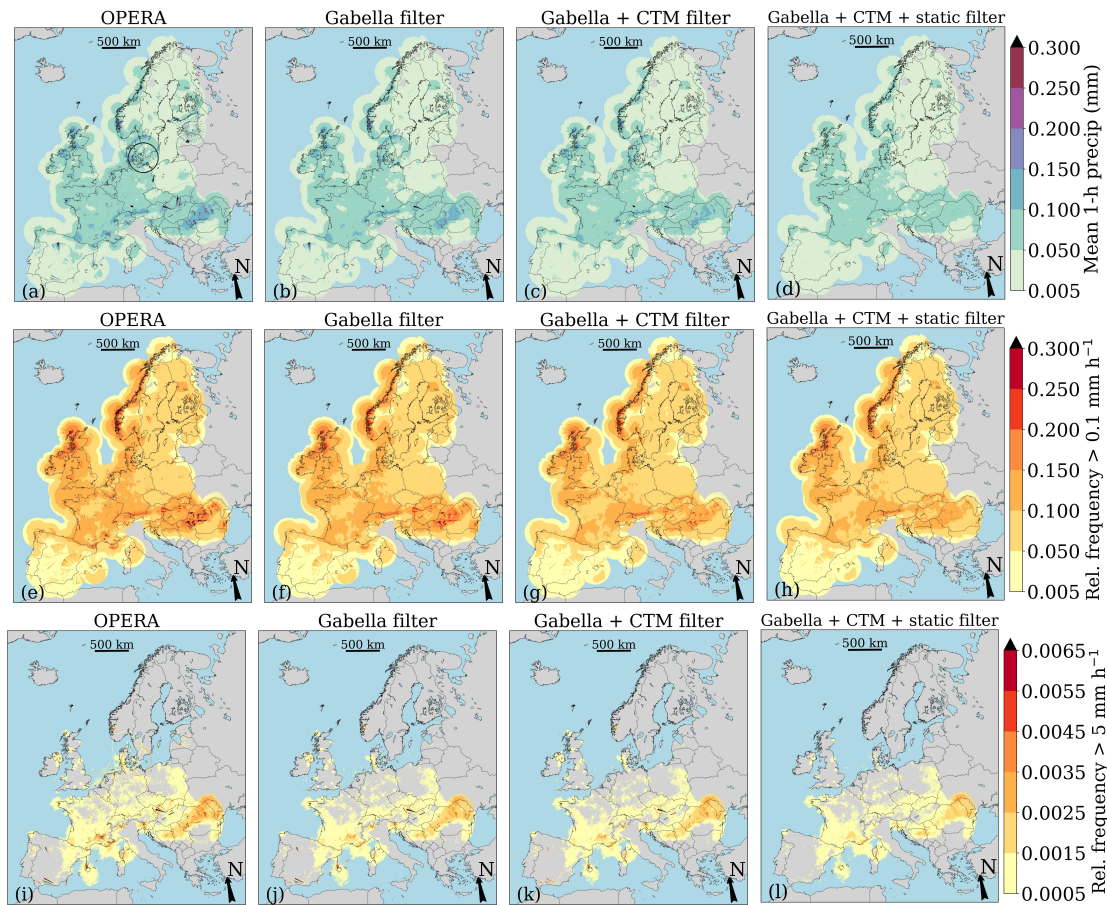 OPERA
Gabella filter
Gabella + CTM filter
Gabella + CTM + static filter
500 km
500 km
500 km
500 km
N
N
N
N
(a)
(b)
(c)
(d)
0.300
0.250
0.200
0.150
0.100
0.050
0.005
Mean 1-h precip (mm)
OPERA
Gabella filter
Gabella + CTM filter
Gabella + CTM + static filter
500 km
500 km
500 km
500 km
N
N
N
N
(e)
(f)
(g)
(h)
0.300
0.250
0.200
0.150
0.100
0.050
0.005
Rel. frequency > 0.1 mm h⁻¹
OPERA
Gabella filter
Gabella + CTM filter
Gabella + CTM + static filter
500 km
500 km
500 km
500 km
N
N
N
N
(i)
(j)
(k)
(l)
0.0065
0.0055
0.0045
0.0035
0.0025
0.0015
0.0005
Rel. frequency > 5 mm h⁻¹